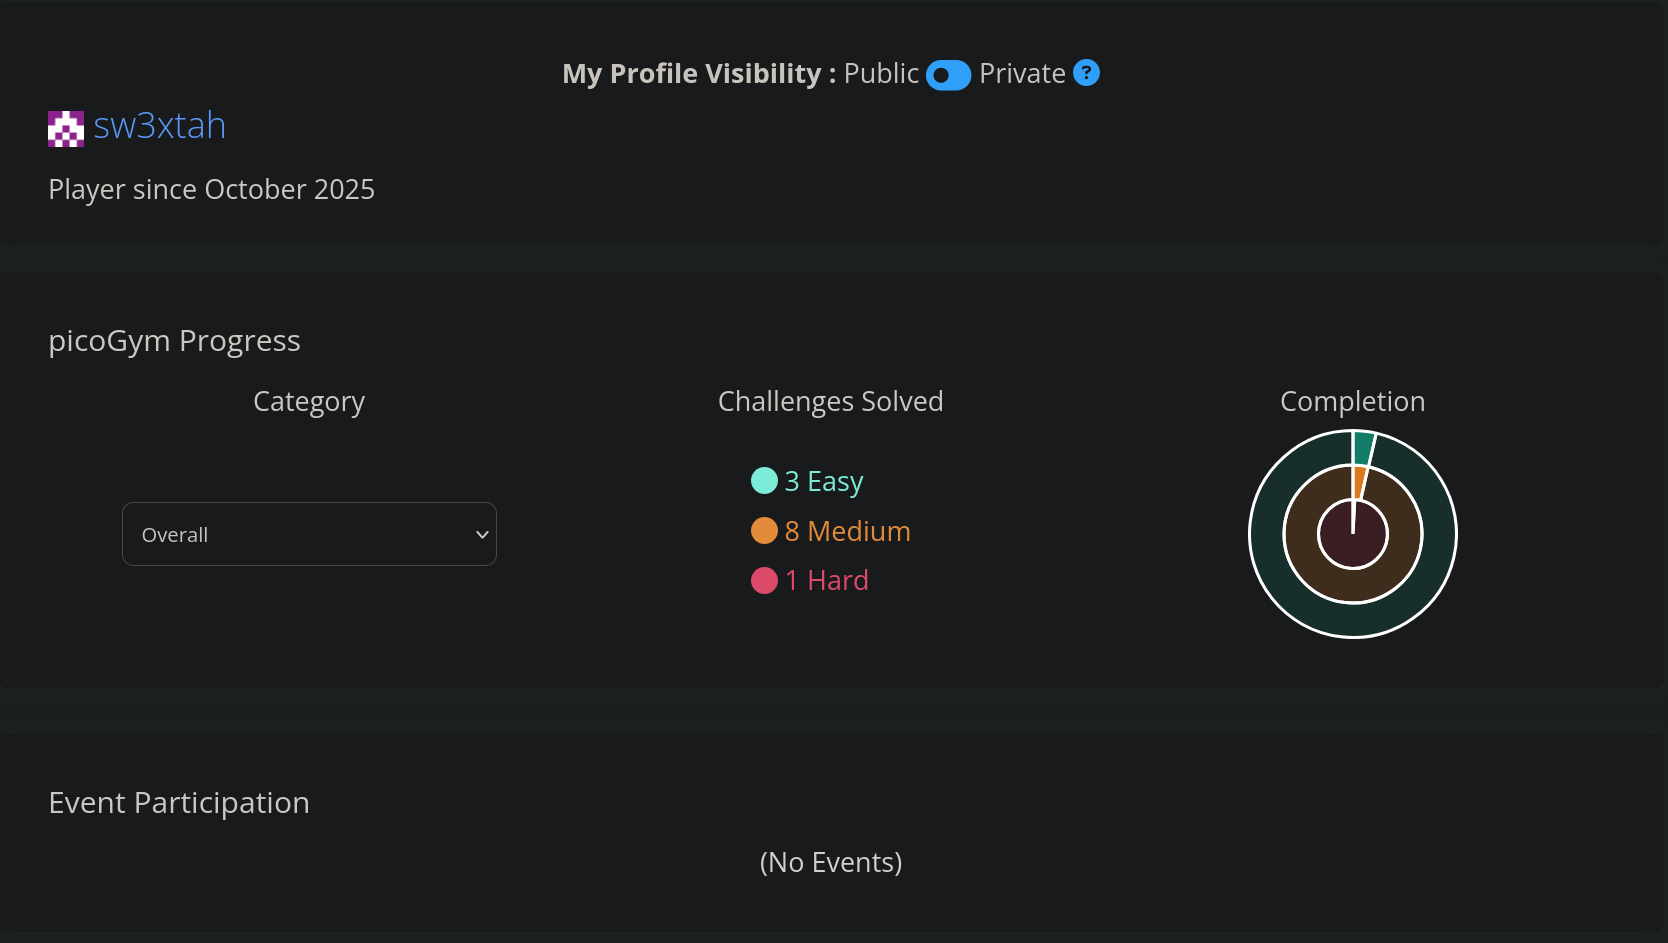 My Profile Visibility : Public Private ?
sw3xtah
Player since October 2025
picoGym Progress
Category
Challenges Solved
Completion
3 Easy
8 Medium
1 Hard
Overall
Event Participation
(No Events)